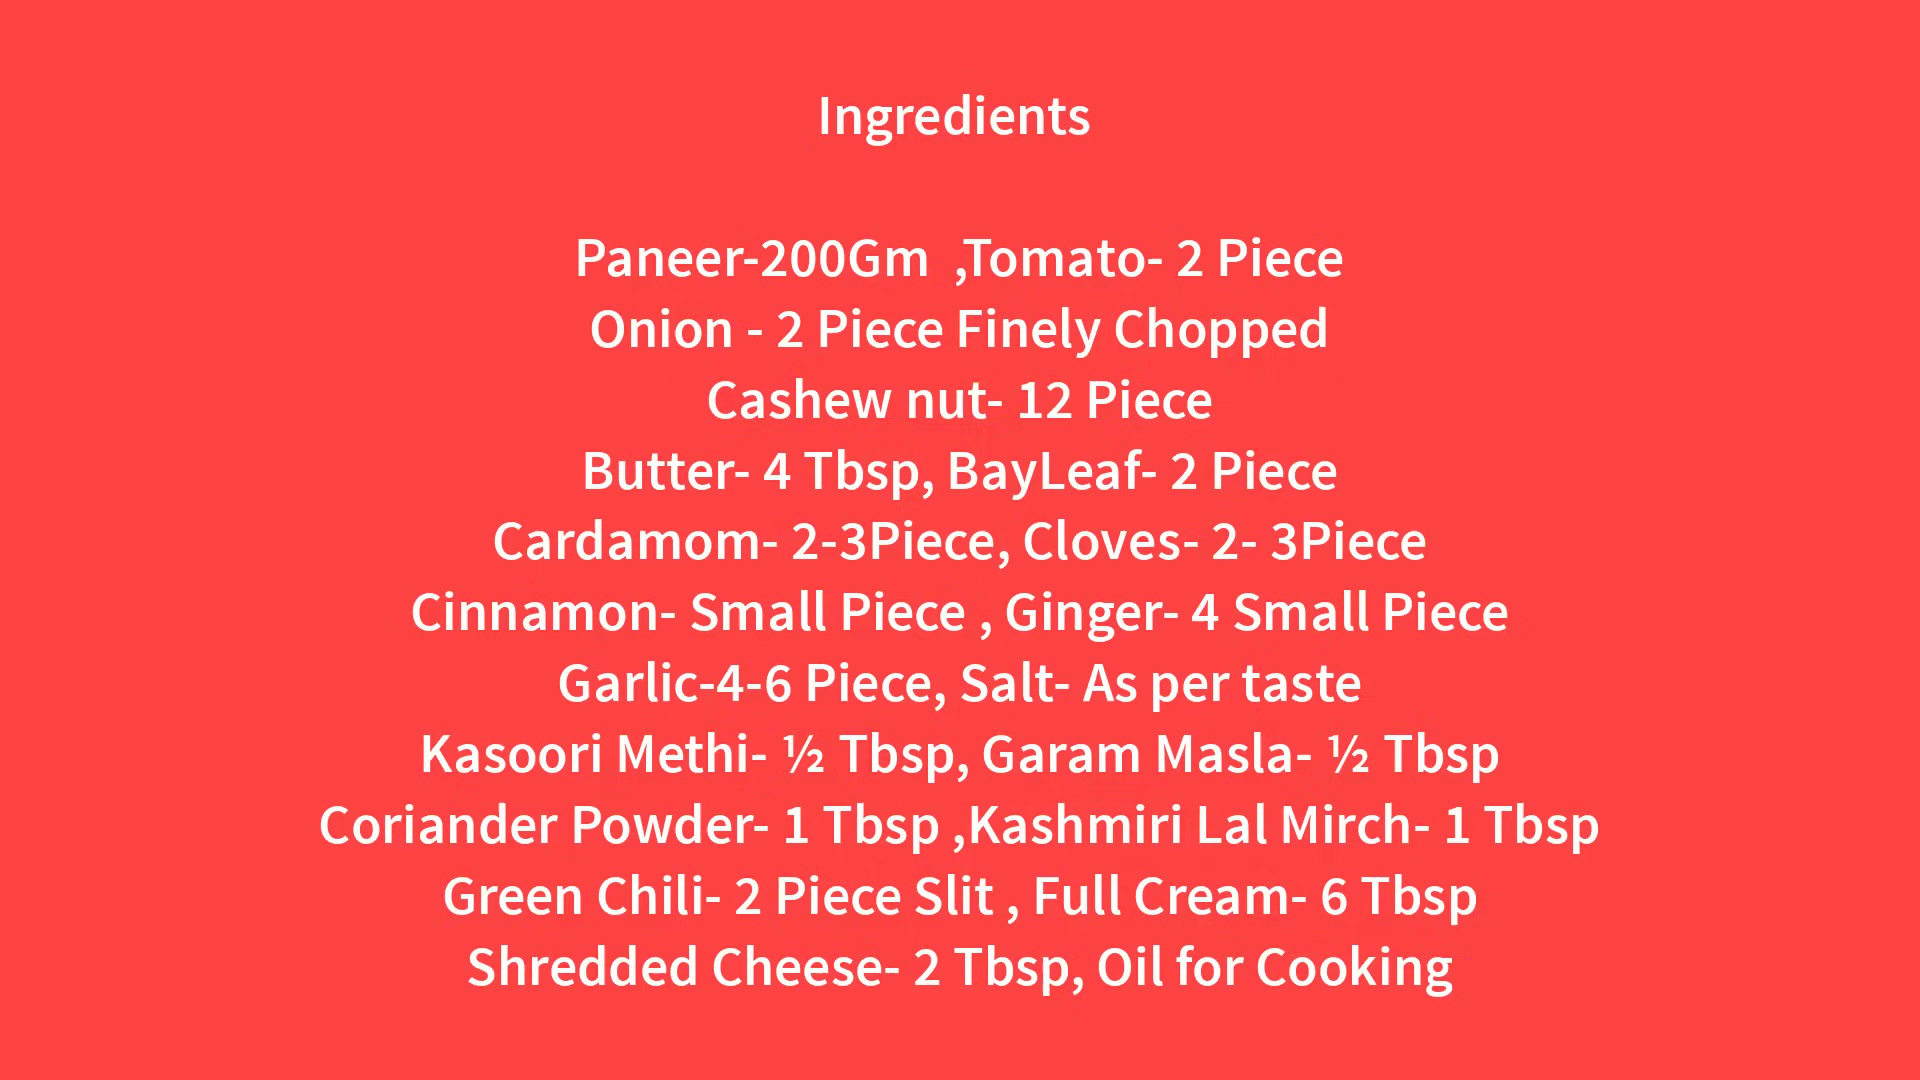 Ingredients
Paneer-200Gm  ,Tomato- 2 Piece
Onion - 2 Piece Finely Chopped
Cashew nut- 12 Piece
Butter- 4 Tbsp, BayLeaf- 2 Piece
Cardamom- 2-3Piece, Cloves- 2- 3Piece
Cinnamon- Small Piece , Ginger- 4 Small Piece
Garlic-4-6 Piece, Salt- As per taste
Kasoori Methi- ½ Tbsp, Garam Masla- ½ Tbsp
Coriander Powder- 1 Tbsp ,Kashmiri Lal Mirch- 1 Tbsp
Green Chili- 2 Piece Slit , Full Cream- 6 Tbsp
Shredded Cheese- 2 Tbsp, Oil for Cooking